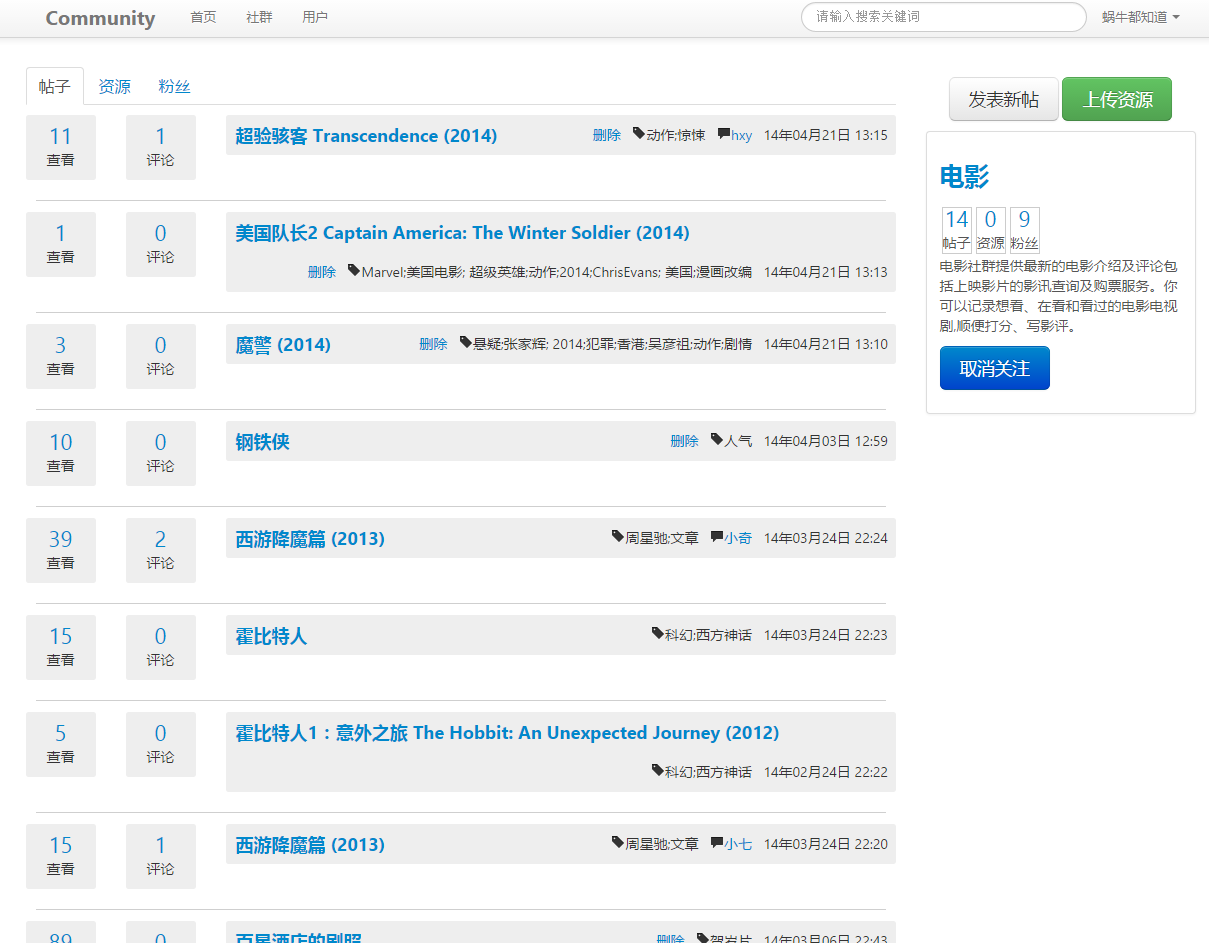 Community 首页 社群 用户 请输入搜索关键词 蜗牛都知道
帖子 资源 粉丝
发表新帖 上传资源
11 查看 1 评论 超验骇客 Transcendence (2014) 删除 动作;惊悚 hxy 14年04月21日 13:15
1 查看 0 评论 美国队长2 Captain America: The Winter Soldier (2014)
删除 Marvel;美国电影; 超级英雄;动作;2014;ChrisEvans; 美国;漫画改编 14年04月21日 13:13
3 查看 0 评论 魔警 (2014) 删除 悬疑;张家辉; 2014;犯罪;香港;吴彦祖;动作;剧情 14年04月21日 13:10
10 查看 0 评论 钢铁侠 删除 人气 14年04月03日 12:59
39 查看 2 评论 西游降魔篇 (2013) 周星驰;文章 小奇 14年03月24日 22:24
15 查看 0 评论 霍比特人 科幻;西方神话 14年03月24日 22:23
5 查看 0 评论 霍比特人1：意外之旅 The Hobbit: An Unexpected Journey (2012)
科幻;西方神话 14年02月24日 22:22
15 查看 1 评论 西游降魔篇 (2013) 周星驰;文章 小七 14年03月24日 22:20
89 0 百星酒店的剧照 删除 贺岁片 14年03月06日 22:43
电影
14 0 9
帖子 资源 粉丝
电影社群提供最新的电影介绍及评论包
括上映影片的影讯查询及购票服务。你
可以记录想看、在看和看过的电影电视
剧,顺便打分、写影评。
取消关注